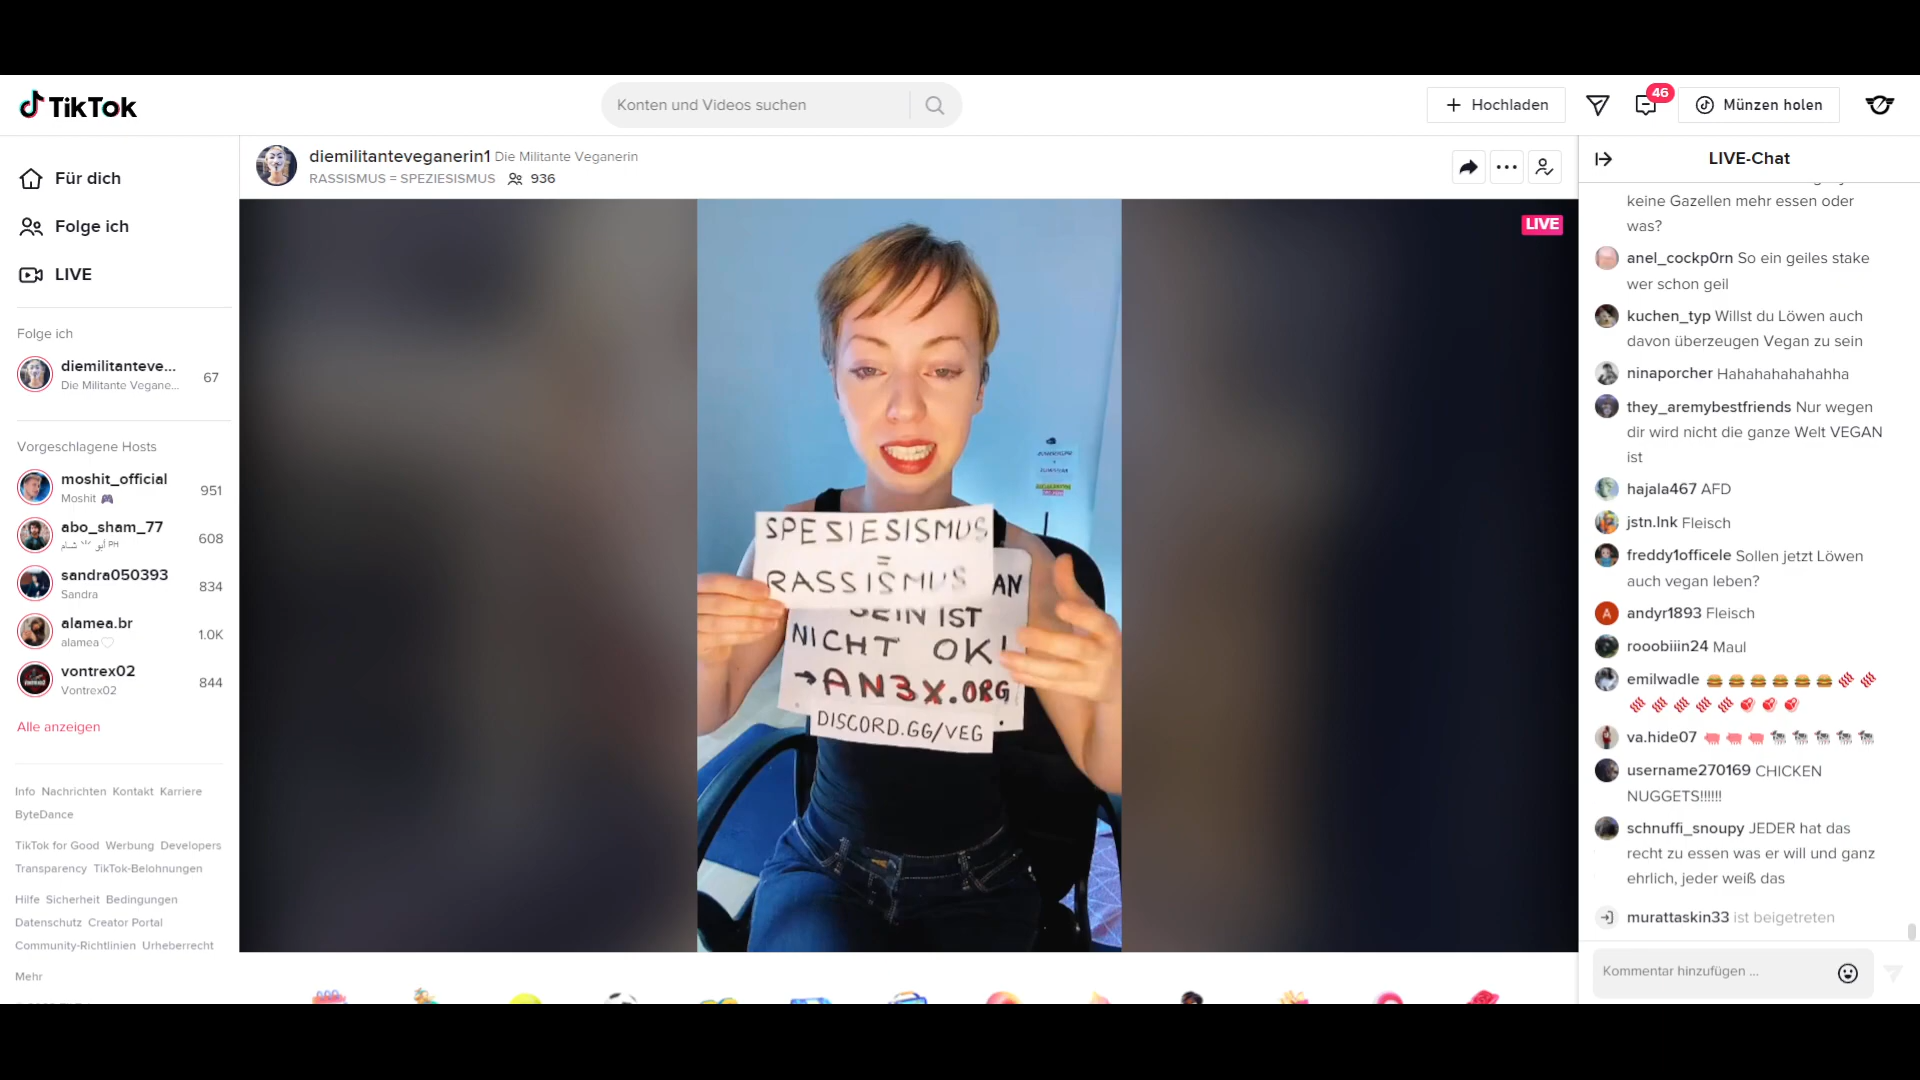 TikTok
Konten und Videos suchen
Hochladen
46
Münzen holen
Für dich
Folge ich
LIVE
Folge ich
diemilitanteve...
Die Militante Vegane...
67
Vorgeschlagene Hosts
moshit_official
Moshit 🎮
951
abo_sham_77
608
sandra050393
Sandra
834
alamea.br
alamea♡
1.0K
vontrex02
Vontrex02
844
Alle anzeigen
Info Nachrichten Kontakt Karriere
ByteDance
TikTok for Good Werbung Developers
Transparency TikTok-Belohnungen
Hilfe Sicherheit Bedingungen
Datenschutz Creator Portal
Community-Richtlinien Urheberrecht
Mehr
diemilitanteveganerin1 Die Militante Veganerin
RASSISMUS = SPEZIESISMUS 936
LIVE
SPEZIESISMUS
=
RASSISMUS AN
SEIN IST
NICHT OK!
→AN3X.ORG
DISCORD.GG/VEG
LIVE-Chat
keine Gazellen mehr essen oder
was?
anel_cockp0rn So ein geiles stake
wer schon geil
kuchen_typ Willst du Löwen auch
davon überzeugen Vegan zu sein
ninaporcher Hahahahahahahha
they_aremybestfriends Nur wegen
dir wird nicht die ganze Welt VEGAN
ist
hajala467 AFD
jstn.lnk Fleisch
freddy1officele Sollen jetzt Löwen
auch vegan leben?
A andyr1893 Fleisch
rooobiiin24 Maul
emilwadle 🍔🍔🍔🍔🍔🍔🥓🥓
🥓🥓🥓🥓🥓🥩🥩🥩
va.hide07 🐖🐖🐖🐄🐄🐄🐄🐄
username270169 CHICKEN
NUGGETS!!!!!!
schnuffi_snoupy JEDER hat das
recht zu essen was er will und ganz
ehrlich, jeder weiß das
murattaskin33 ist beigetreten
Kommentar hinzufügen ...